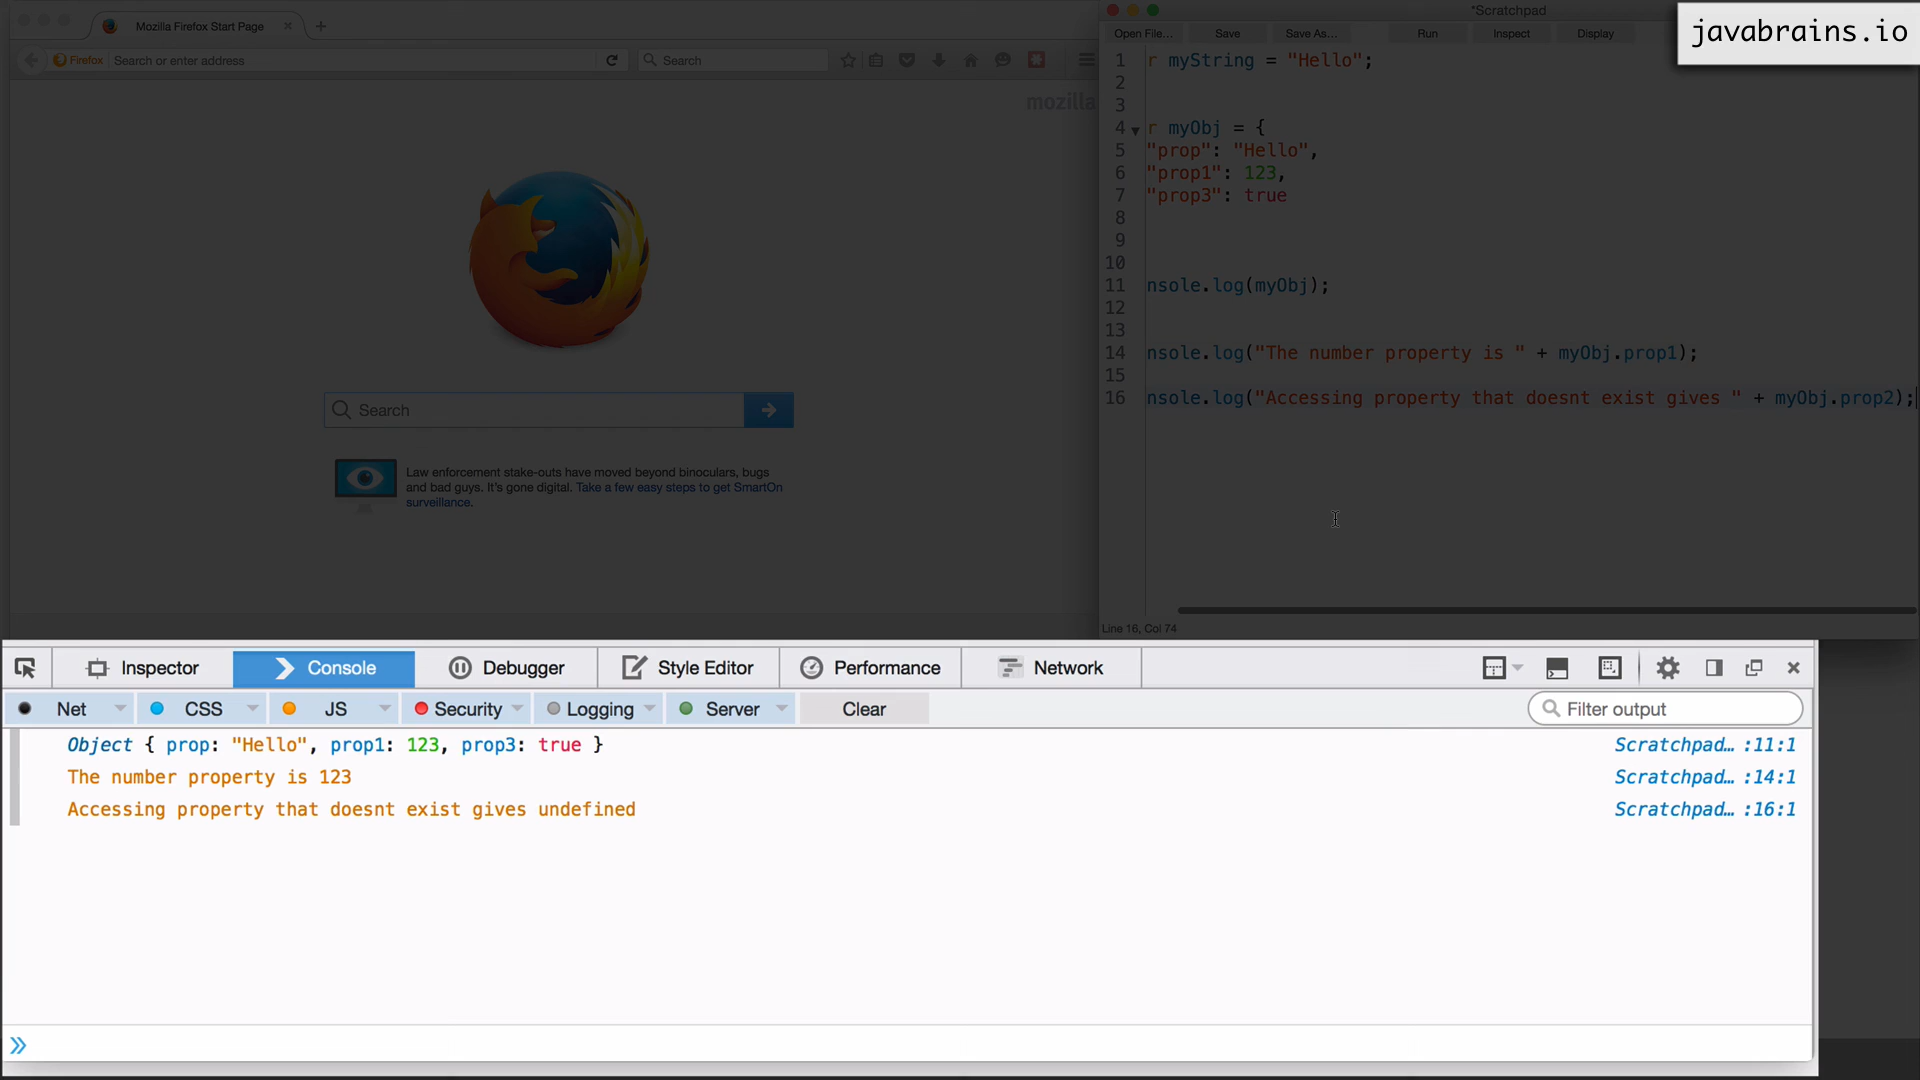 Mozilla Firefox Start Page
Firefox
Search or enter address
Search
mozilla
Search
Law enforcement stake-outs have moved beyond binoculars, bugs
and bad guys. It's gone digital. Take a few easy steps to get SmartOn
surveillance.
*Scratchpad
javabrains.io
Open File...
Save
Save As...
Run
Inspect
Display
1 r myString = "Hello";
2
3
4 r myObj = {
5 "prop": "Hello",
6 "prop1": 123,
7 "prop3": true
8
9
10
11 nsole.log(myObj);
12
13
14 nsole.log("The number property is " + myObj.prop1);
15
16 nsole.log("Accessing property that doesnt exist gives " + myObj.prop2);
Line 16, Col 74
Inspector
Console
Debugger
Style Editor
Performance
Network
Net
CSS
JS
Security
Logging
Server
Clear
Filter output
Object { prop: "Hello", prop1: 123, prop3: true }
Scratchpad… :11:1
The number property is 123
Scratchpad… :14:1
Accessing property that doesnt exist gives undefined
Scratchpad… :16:1